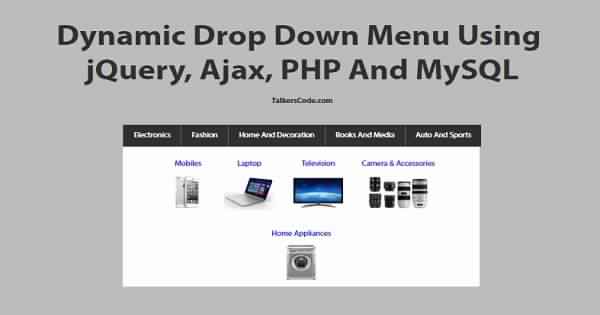 Dynamic Drop Down Menu Using
jQuery, Ajax, PHP And MySQL
TalkersCode.com
Electronics Fashion Home And Decoration Books And Media Auto And Sports
Mobiles Laptop Television Camera & Accessories
Home Appliances